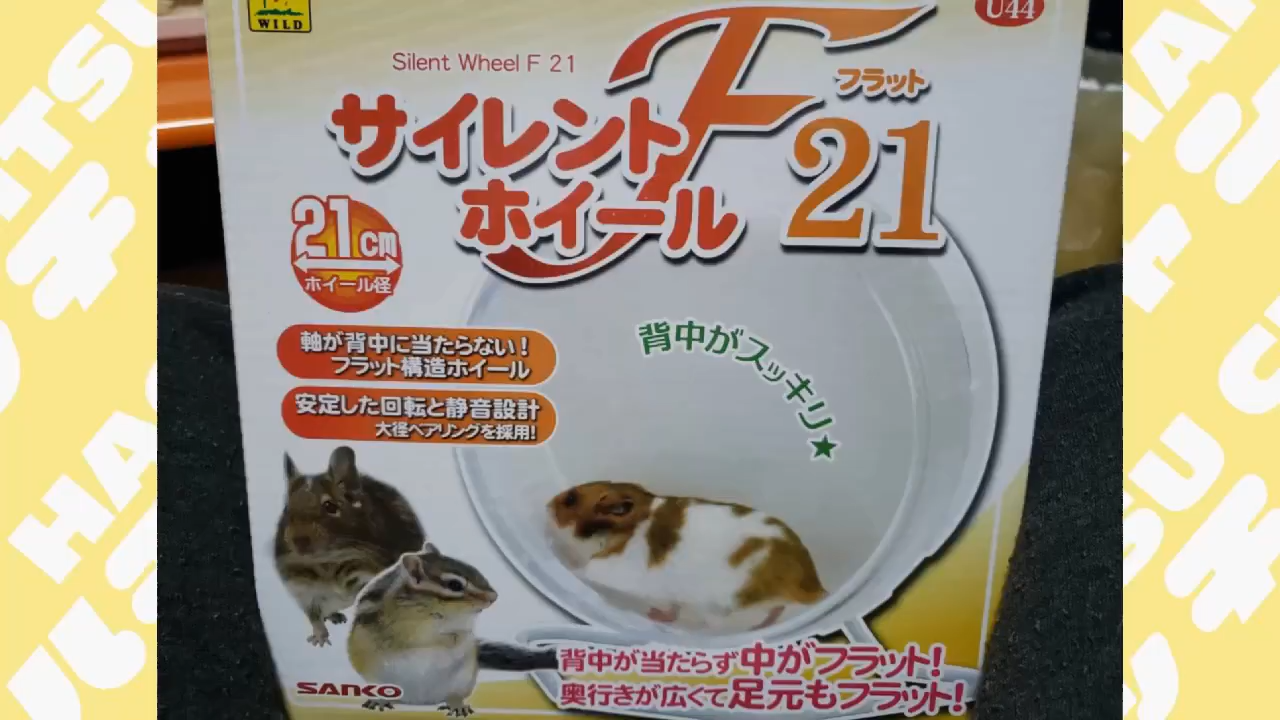 WILD
U44
Silent Wheel F 21
サイレント
ホイール
F
フラット
21
21cm
ホイール径
軸が背中に当たらない!
フラット構造ホイール
安定した回転と静音設計
大径ベアリングを採用!
背中がスッキリ★
SANKO
背中が当たらず中がフラット!
奥行きが広くて足元もフラット!